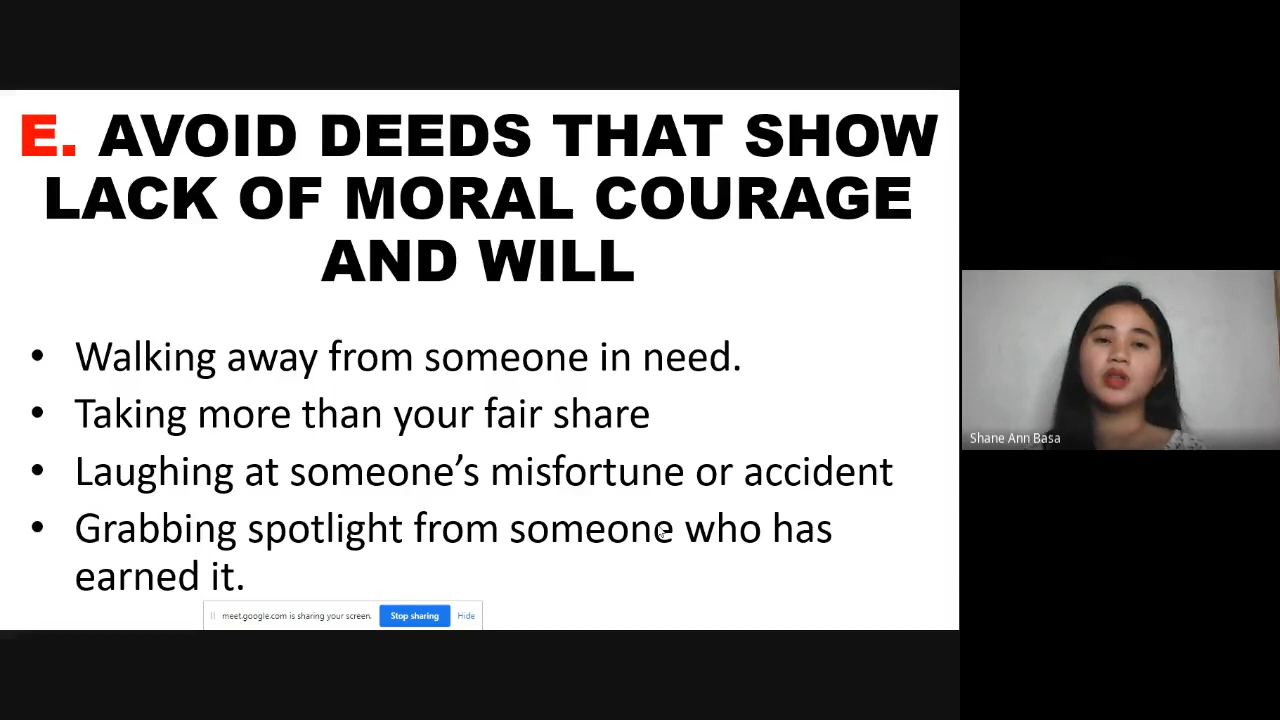 E. AVOID DEEDS THAT SHOW
LACK OF MORAL COURAGE
AND WILL
• Walking away from someone in need.
• Taking more than your fair share
• Laughing at someone’s misfortune or accident
• Grabbing spotlight from someone who has
earned it.
meet.google.com is sharing your screen. Stop sharing Hide
Shane Ann Basa